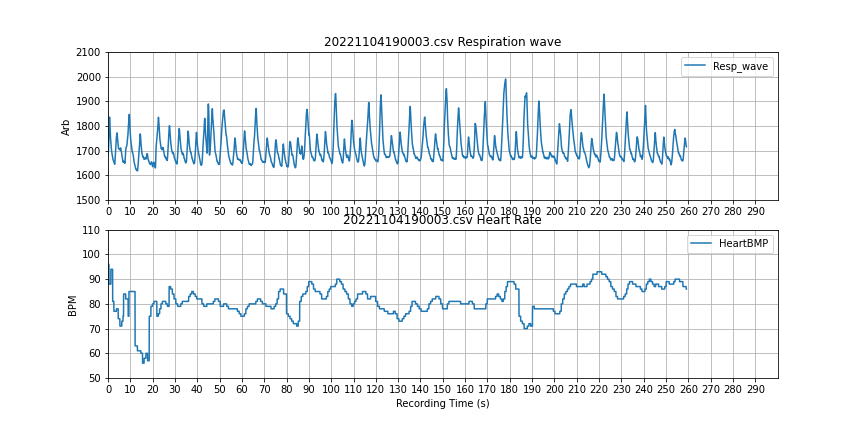 20221104190003.csv Respiration wave
2100
2000
1900
1800
1700
1600
1500
Arb
Resp_wave
0 10 20 30 40 50 60 70 80 90 100 110 120 130 140 150 160 170 180 190 200 210 220 230 240 250 260 270 280 290
20221104190003.csv Heart Rate
110
100
90
80
70
60
50
BPM
HeartBMP
0 10 20 30 40 50 60 70 80 90 100 110 120 130 140 150 160 170 180 190 200 210 220 230 240 250 260 270 280 290
Recording Time (s)